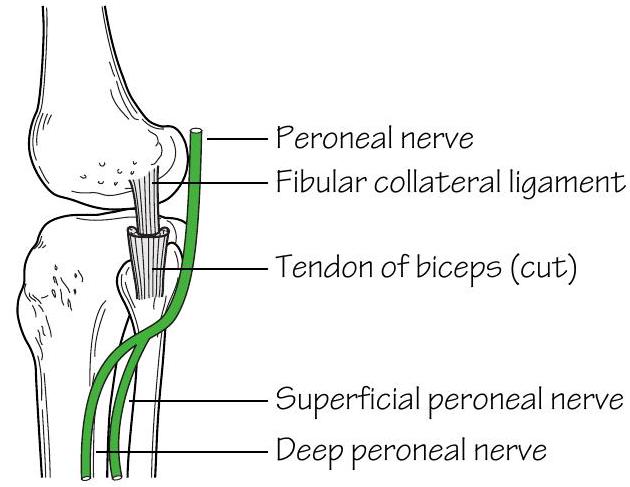 Peroneal nerve
Fibular collateral ligament
Tendon of biceps (cut)
Superficial peroneal nerve
Deep peroneal nerve